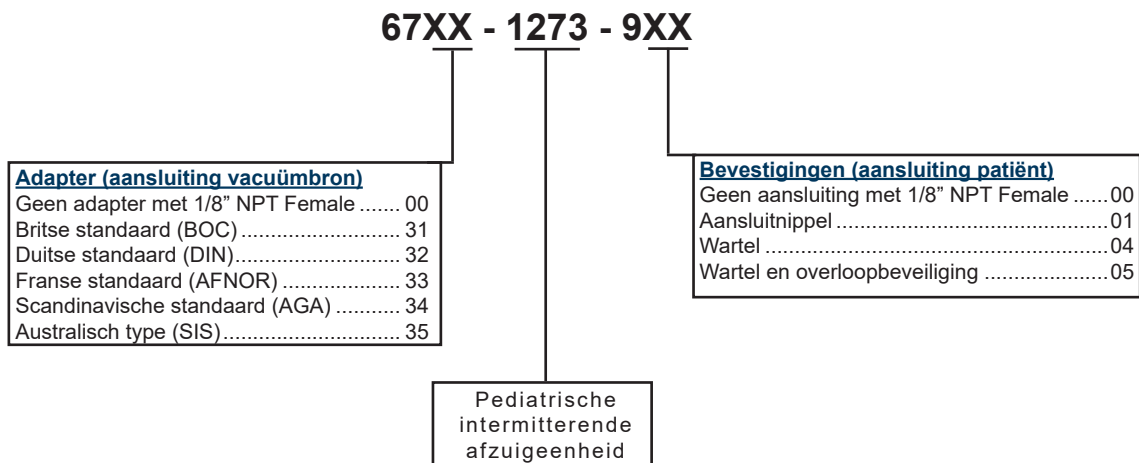 67XX - 1273 - 9XX
Adapter (aansluiting vacuümbron)
Geen adapter met 1/8” NPT Female ....... 00
Britse standaard (BOC) .......................... 31
Duitse standaard (DIN) ........................... 32
Franse standaard (AFNOR) ................... 33
Scandinavische standaard (AGA) ........... 34
Australisch type (SIS) ............................. 35
Bevestigingen (aansluiting patiënt)
Geen aansluiting met 1/8” NPT Female ......00
Aansluitnippel ..............................................01
Wartel ..........................................................04
Wartel en overloopbeveiliging .....................05
Pediatrische
intermitterende
afzuigeenheid